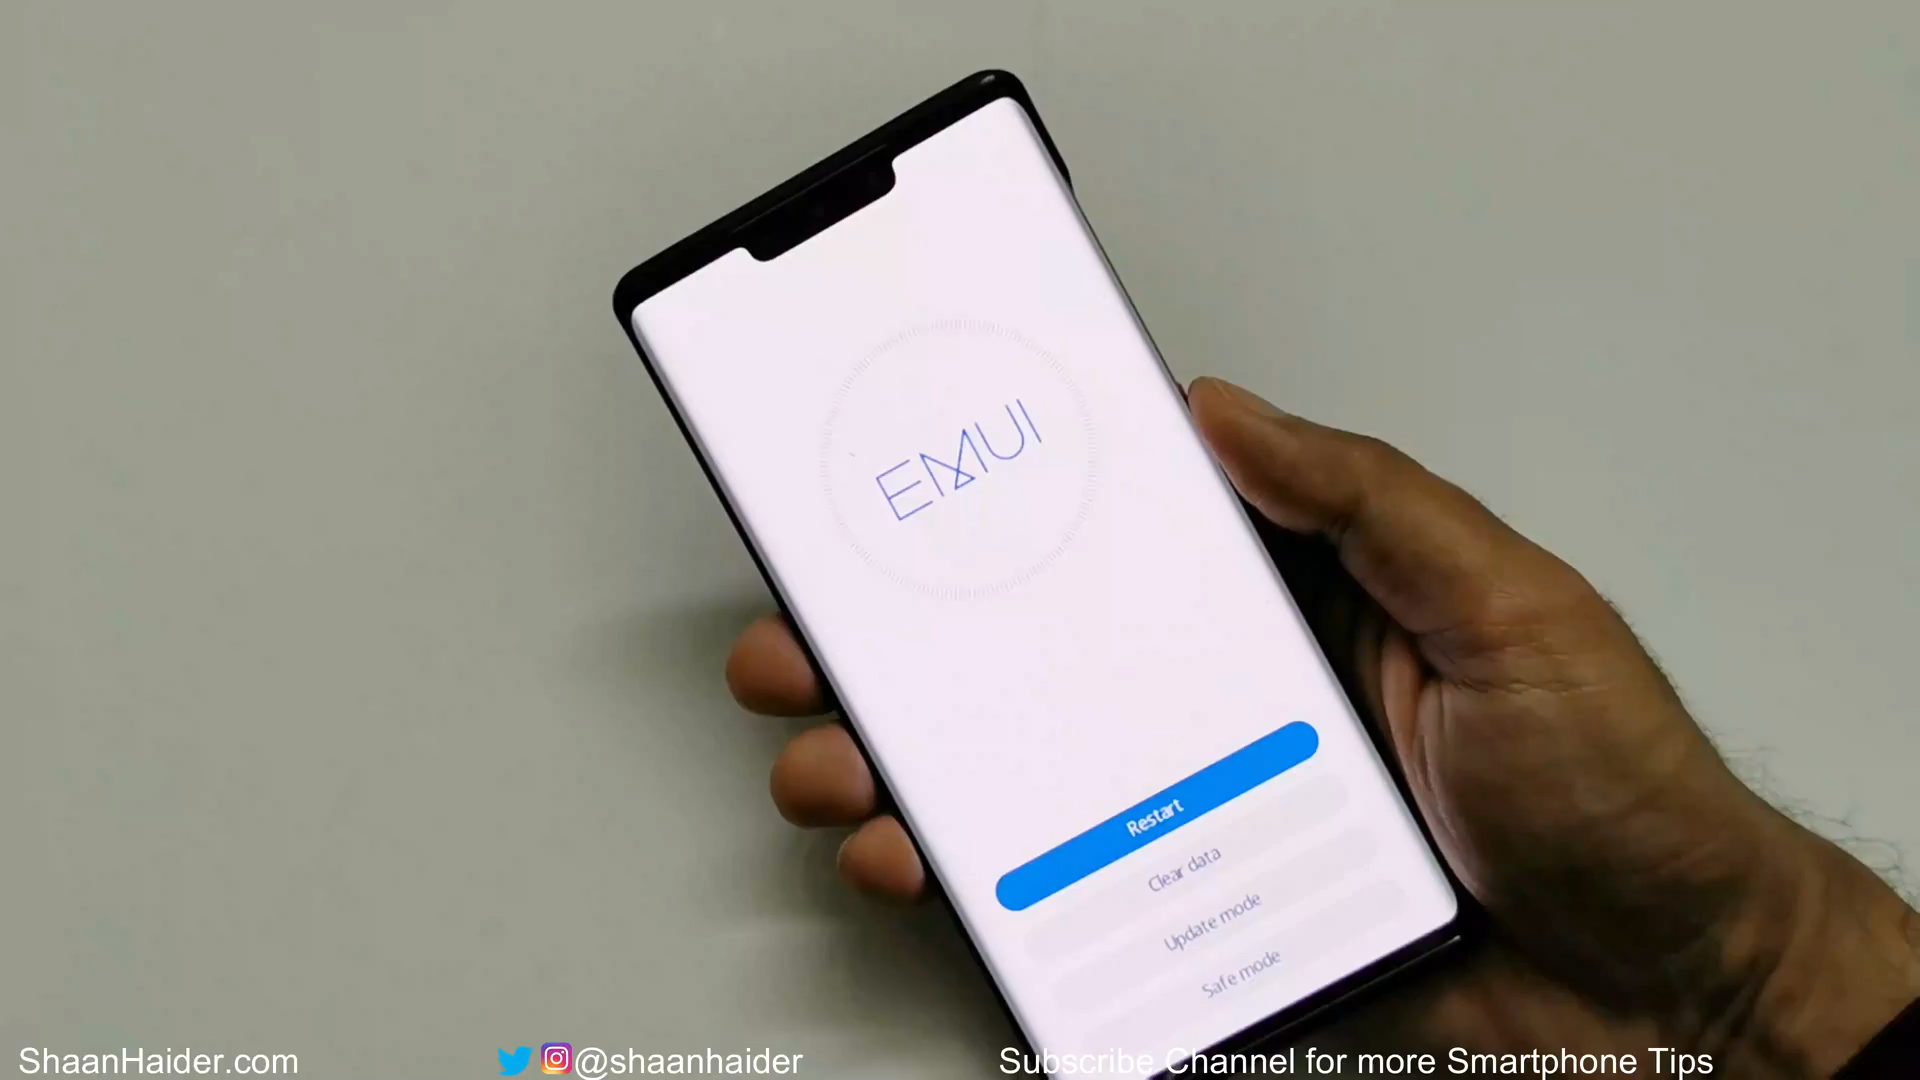 EMUI
Restart
Clear data
Update mode
Safe mode
ShaanHaider.com
@shaanhaider
Subscribe Channel for more Smartphone Tips